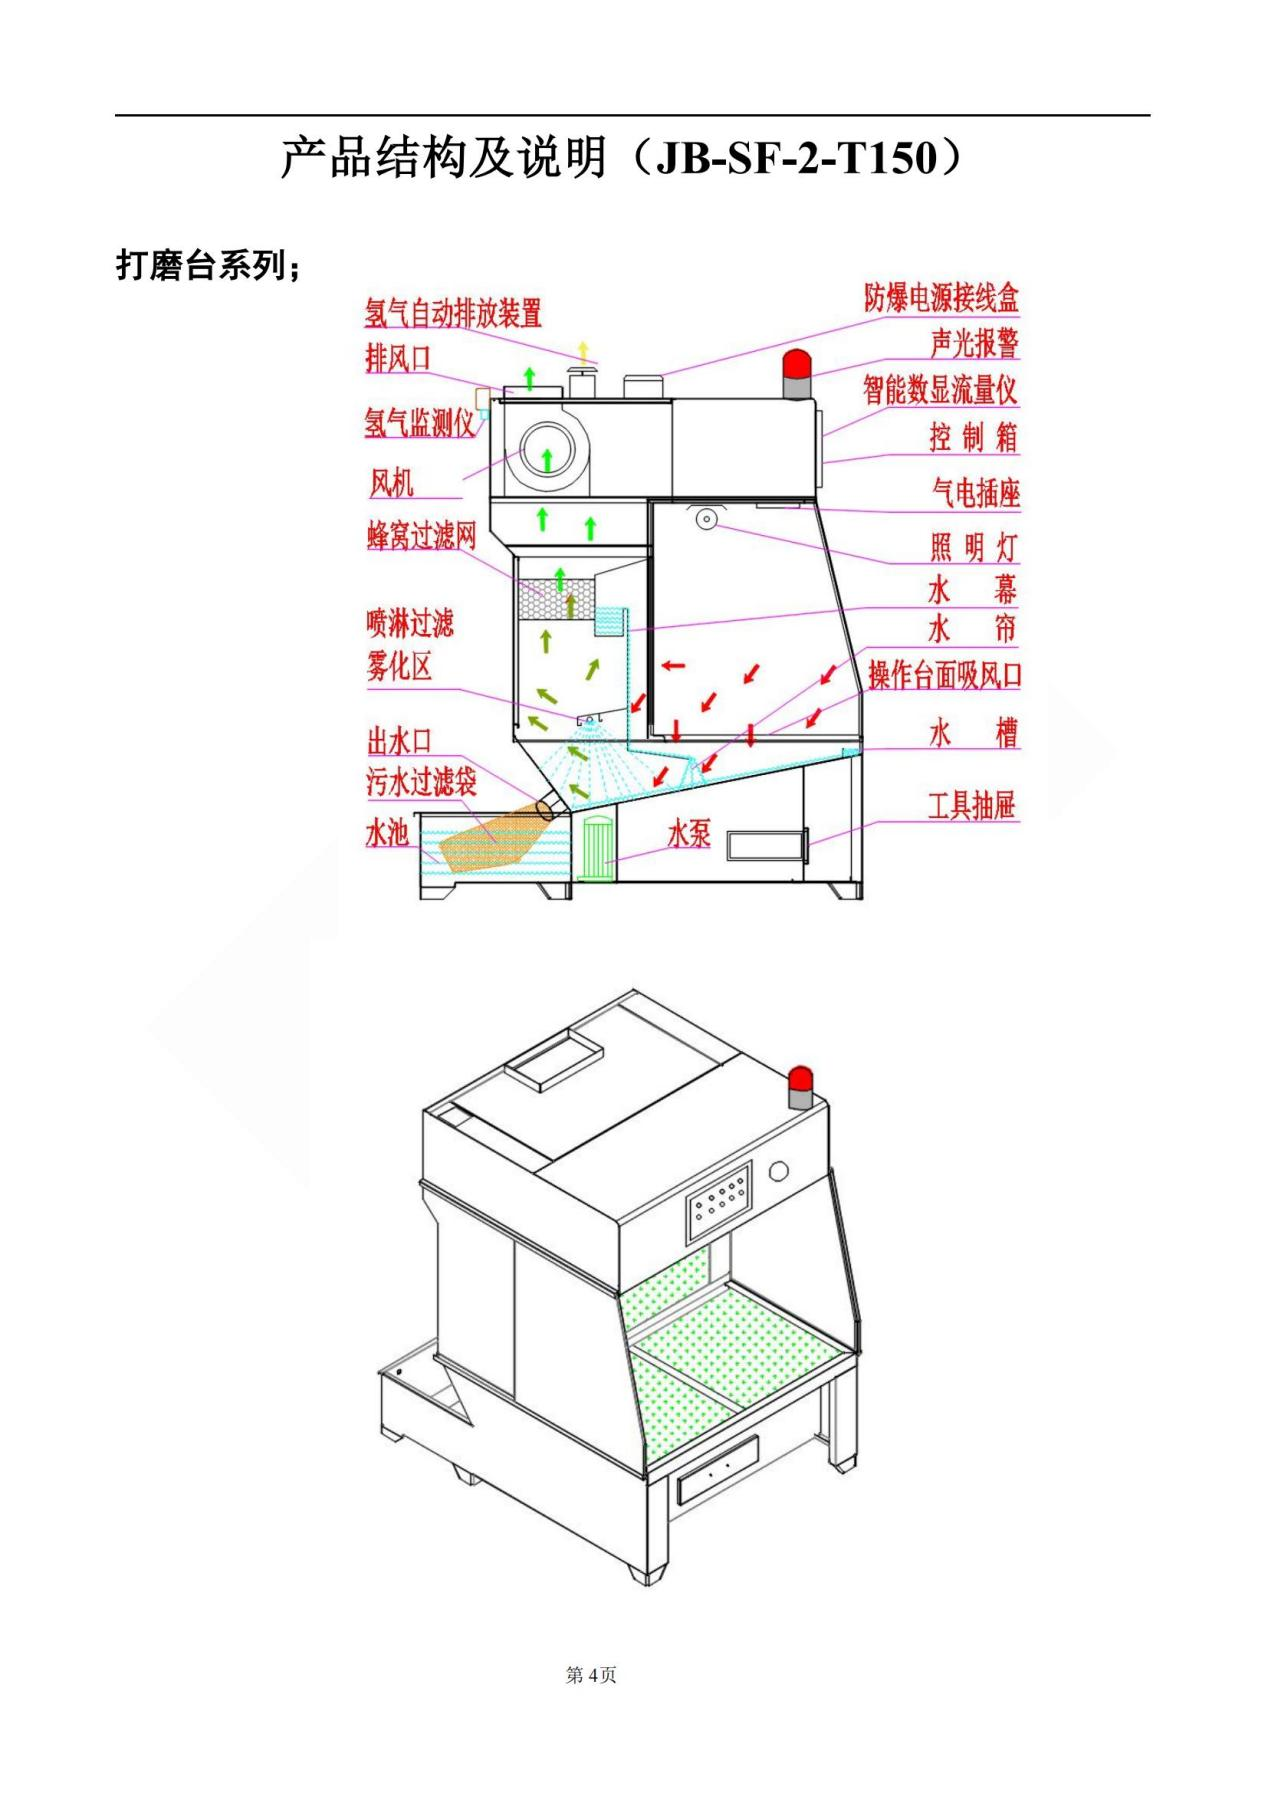 产品结构及说明（JB-SF-2-T150）
打磨台系列；
氢气自动排放装置
排风口
氢气监测仪
风机
蜂窝过滤网
喷淋过滤
雾化区
出水口
污水过滤袋
水池
水泵
防爆电源接线盒
声光报警
智能数显流量仪
控制箱
气电插座
照明灯
水幕
水帘
操作台面吸风口
水槽
工具抽屉
第 4页